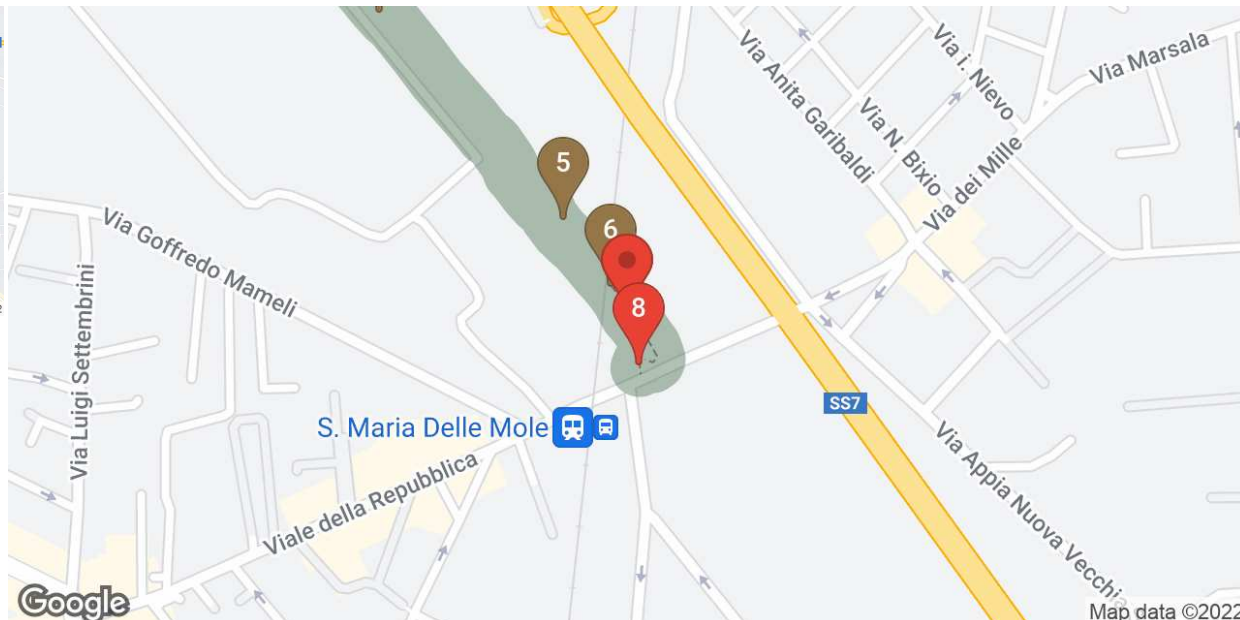 Via Marsala
Via i. Nievo
Via Anita Garibaldi
Via N. Bixio
Via dei Mille
5
6
8
Via Goffredo Mameli
Via Luigi Settembrini
SS7
S. Maria Delle Mole
Viale della Repubblica
Via Appia Nuova Vecchia
Google
Map data ©2022